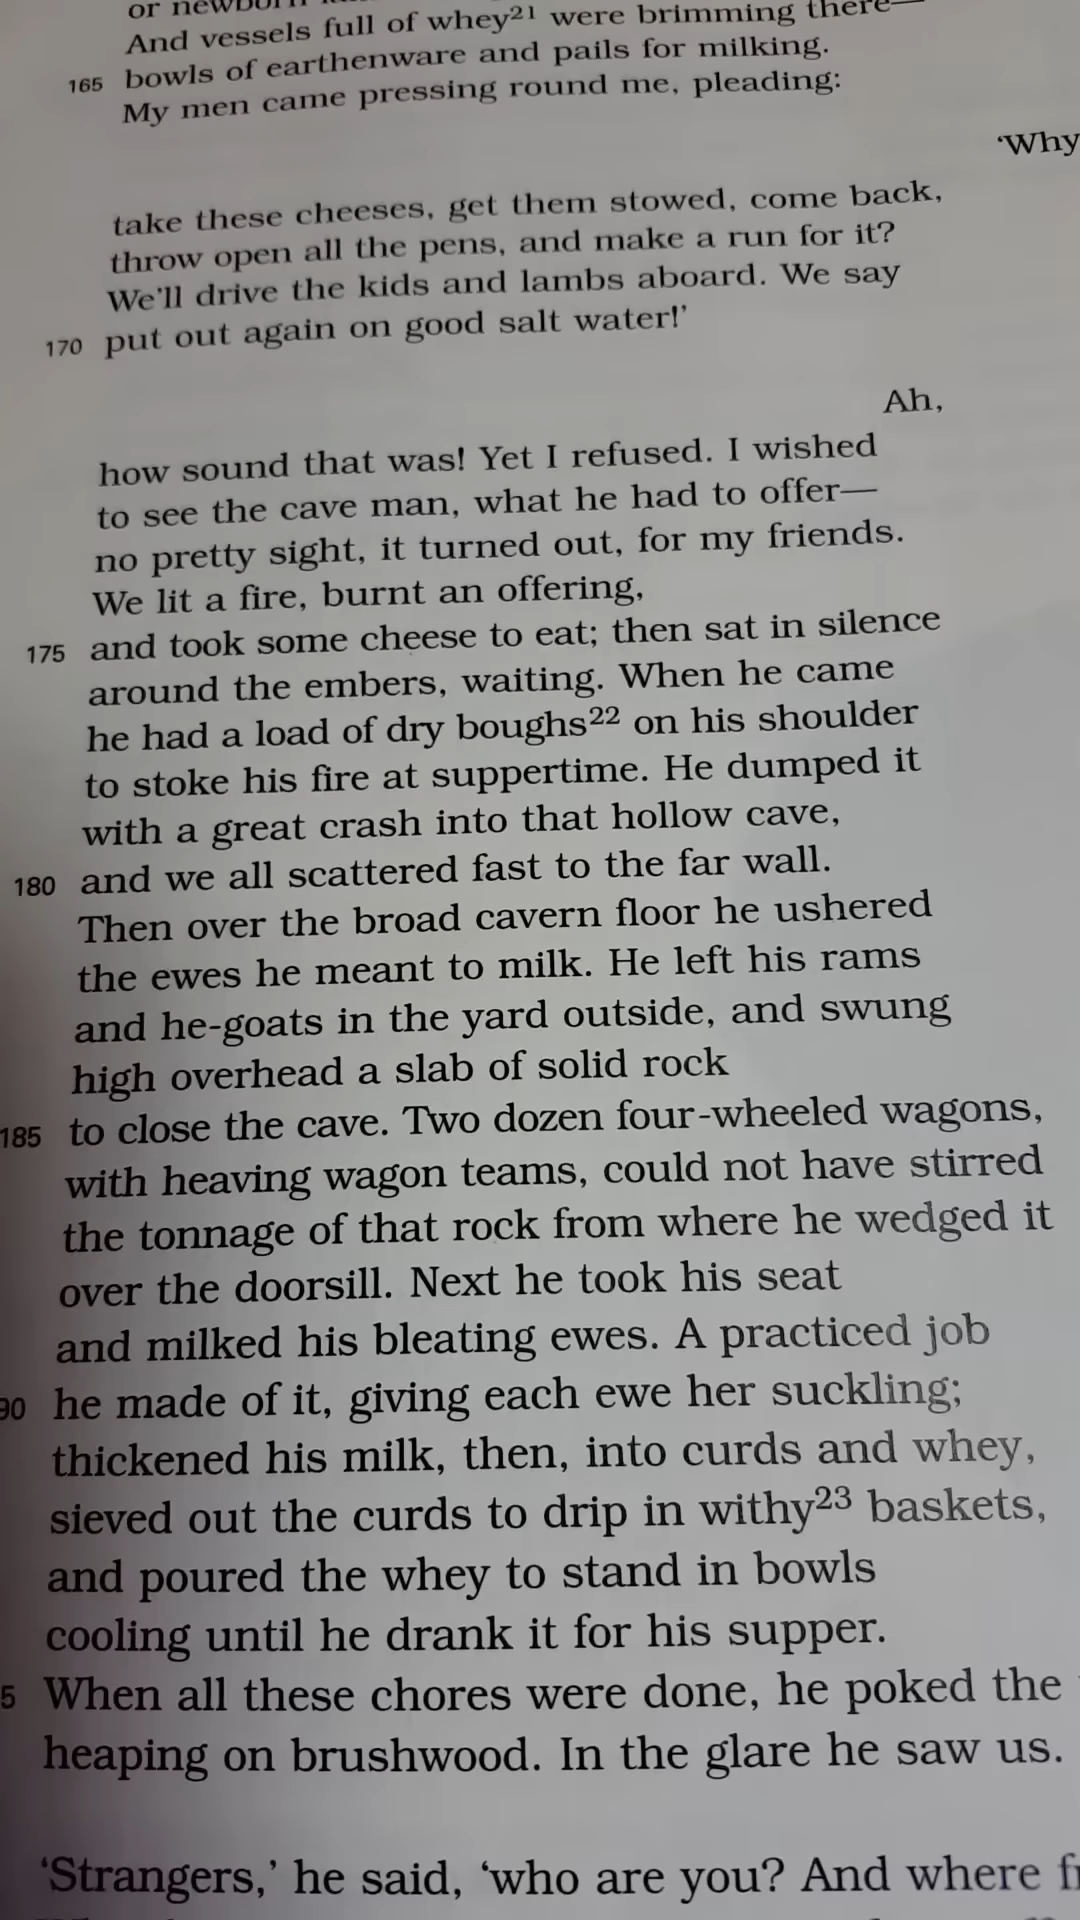 or newborn
And vessels full of whey21 were brimming there—
165 bowls of earthenware and pails for milking.
My men came pressing round me, pleading:
‘Why
take these cheeses, get them stowed, come back,
throw open all the pens, and make a run for it?
We'll drive the kids and lambs aboard. We say
170 put out again on good salt water!’
Ah,
how sound that was! Yet I refused. I wished
to see the cave man, what he had to offer—
no pretty sight, it turned out, for my friends.
We lit a fire, burnt an offering,
175 and took some cheese to eat; then sat in silence
around the embers, waiting. When he came
he had a load of dry boughs22 on his shoulder
to stoke his fire at suppertime. He dumped it
with a great crash into that hollow cave,
180 and we all scattered fast to the far wall.
Then over the broad cavern floor he ushered
the ewes he meant to milk. He left his rams
and he-goats in the yard outside, and swung
high overhead a slab of solid rock
185 to close the cave. Two dozen four-wheeled wagons,
with heaving wagon teams, could not have stirred
the tonnage of that rock from where he wedged it
over the doorsill. Next he took his seat
and milked his bleating ewes. A practiced job
90 he made of it, giving each ewe her suckling;
thickened his milk, then, into curds and whey,
sieved out the curds to drip in withy23 baskets,
and poured the whey to stand in bowls
cooling until he drank it for his supper.
5 When all these chores were done, he poked the
heaping on brushwood. In the glare he saw us.
‘Strangers,’ he said, ‘who are you? And where